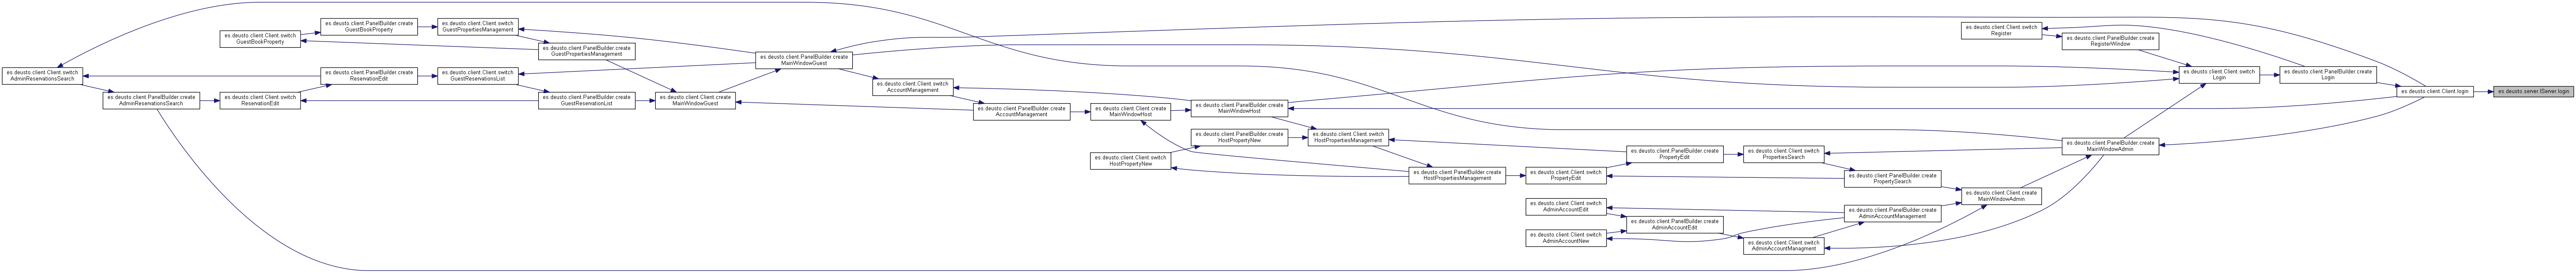 es.deusto.client.Client.switch
AdminReservationsSearch
es.deusto.client.PanelBuilder.create
AdminReservationsSearch
es.deusto.client.Client.switch
GuestBookProperty
es.deusto.client.Client.switch
ReservationEdit
es.deusto.client.PanelBuilder.create
GuestBookProperty
es.deusto.client.PanelBuilder.create
ReservationEdit
es.deusto.client.Client.switch
GuestPropertiesManagement
es.deusto.client.Client.switch
GuestReservationsList
es.deusto.client.PanelBuilder.create
GuestPropertiesManagement
es.deusto.client.PanelBuilder.create
GuestReservationList
es.deusto.client.Client.create
MainWindowGuest
es.deusto.client.PanelBuilder.create
MainWindowGuest
es.deusto.client.Client.switch
AccountManagement
es.deusto.client.PanelBuilder.create
AccountManagement
es.deusto.client.Client.create
MainWindowHost
es.deusto.client.Client.switch
HostPropertyNew
es.deusto.client.PanelBuilder.create
MainWindowHost
es.deusto.client.PanelBuilder.create
HostPropertyNew
es.deusto.client.Client.switch
HostPropertiesManagement
es.deusto.client.PanelBuilder.create
HostPropertiesManagement
es.deusto.client.Client.switch
PropertyEdit
es.deusto.client.Client.switch
AdminAccountEdit
es.deusto.client.Client.switch
AdminAccountNew
es.deusto.client.PanelBuilder.create
PropertyEdit
es.deusto.client.PanelBuilder.create
AdminAccountEdit
es.deusto.client.Client.switch
PropertiesSearch
es.deusto.client.Client.switch
AdminAccountManagment
es.deusto.client.PanelBuilder.create
PropertySearch
es.deusto.client.PanelBuilder.create
AdminAccountManagement
es.deusto.client.Client.switch
Register
es.deusto.client.Client.create
MainWindowAdmin
es.deusto.client.PanelBuilder.create
RegisterWindow
es.deusto.client.PanelBuilder.create
MainWindowAdmin
es.deusto.client.Client.switch
Login
es.deusto.client.PanelBuilder.create
Login
es.deusto.client.Client.login
es.deusto.server.IServer.login